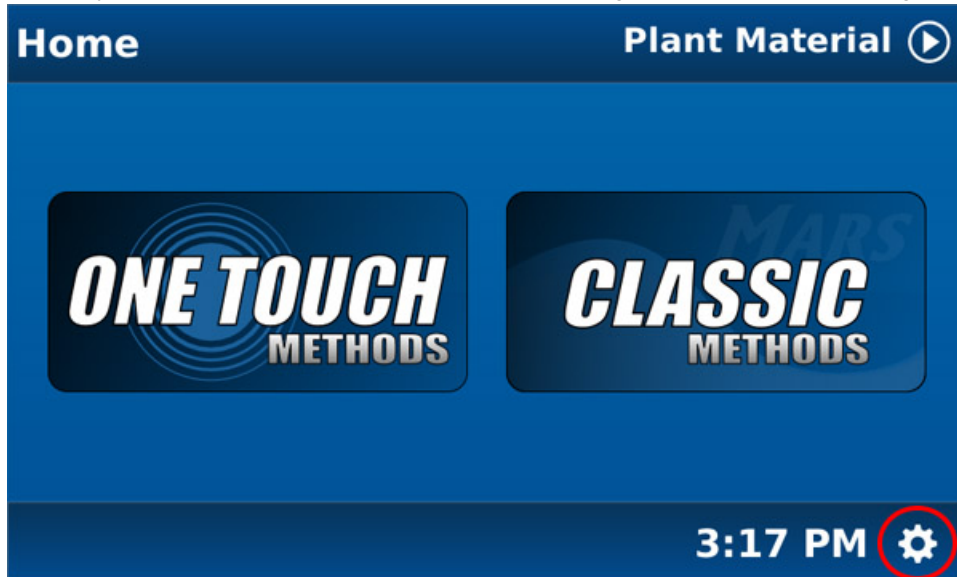 Home
Plant Material
ONE TOUCH
METHODS
MARS
CLASSIC
METHODS
3:17 PM